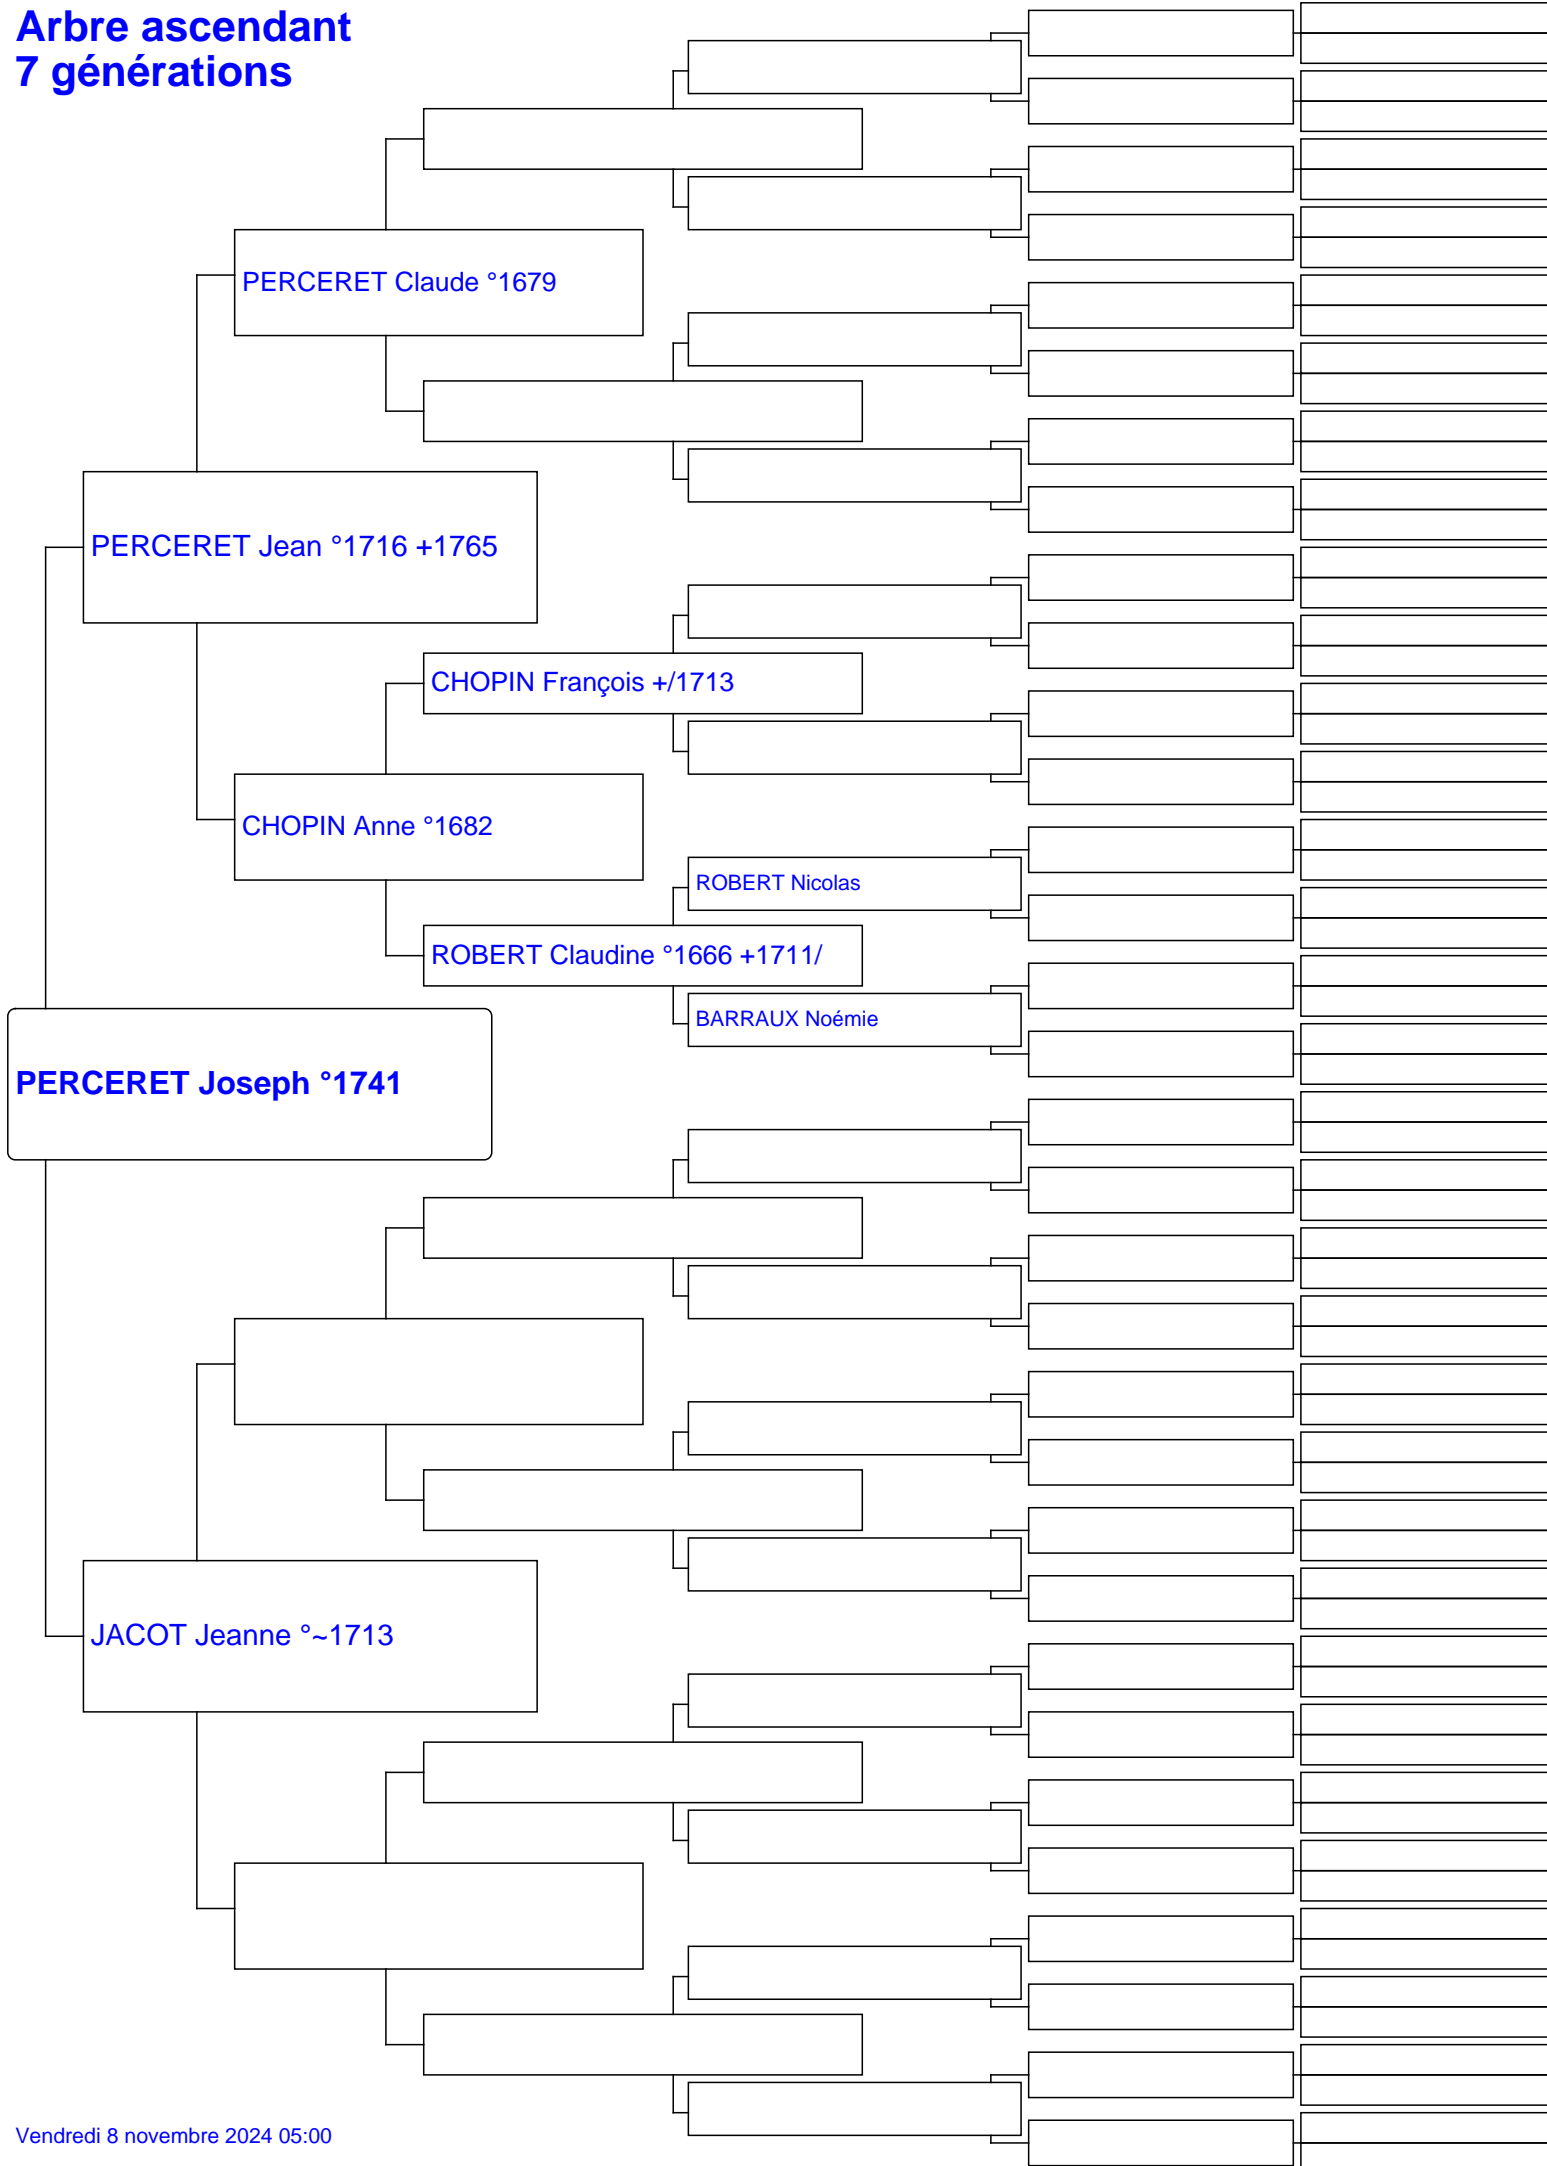 Arbre ascendant
7 générations
PERCERET Claude °1679
PERCERET Jean °1716 +1765
CHOPIN François +/1713
CHOPIN Anne °1682
ROBERT Nicolas
ROBERT Claudine °1666 +1711/
BARRAUX Noémie
PERCERET Joseph °1741
JACOT Jeanne °~1713
Vendredi 8 novembre 2024 05:00